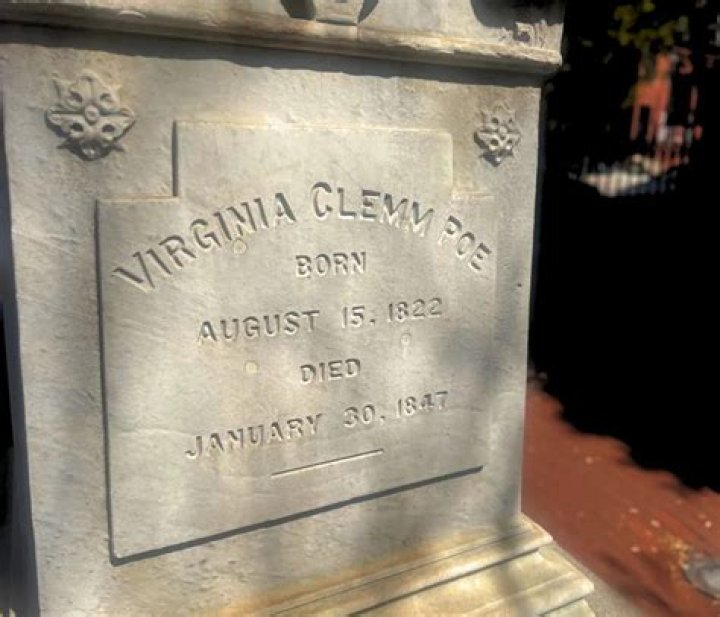 VIRGINIA CLEMM POE
BORN
AUGUST 15. 1822
DIED
JANUARY 30. 1847